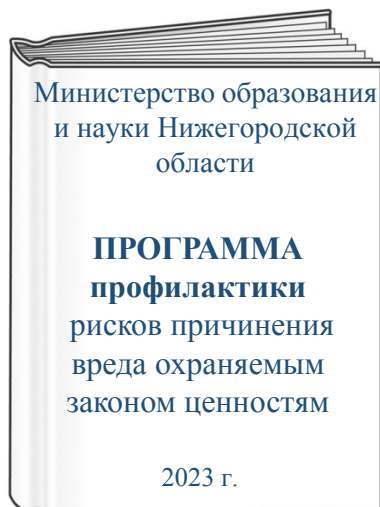 Министерство образования
и науки Нижегородской
области
ПРОГРАММА
профилактики
рисков причинения
вреда охраняемым
законом ценностям
2023 г.